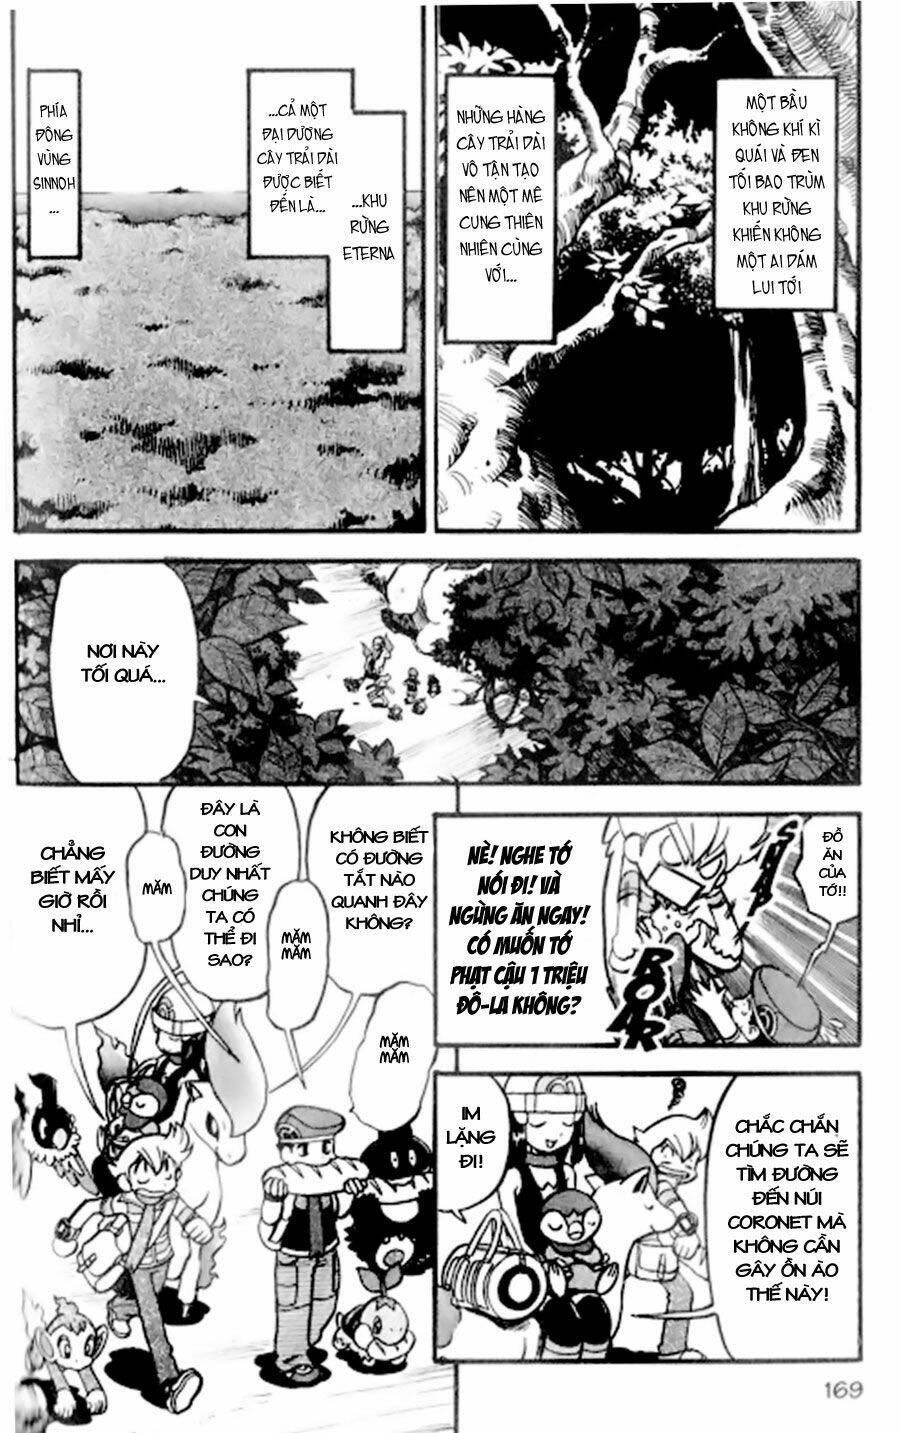 PHÍA
ĐÔNG
VÙNG
SINNOH
...
...CẢ MỘT
ĐẠI DƯƠNG
CÂY TRẢI DÀI
ĐƯỢC BIẾT
ĐẾN LÀ...
...KHU
RỪNG
ETERNA
NHỮNG HÀNG
CÂY TRẢI DÀI
VÔ TẬN TẠO
NÊN MỘT MÊ
CUNG THIÊN
NHIÊN CÙNG
VỚI...
MỘT BẦU
KHÔNG KHÍ KÌ
QUÁI VÀ ĐEN
TỐI BAO TRÙM
KHU RỪNG
KHIẾN KHÔNG
MỘT AI DÁM
LUI TỚI
NƠI NÀY
TỐI QUÁ...
CHẲNG
BIẾT MẤY
GIỜ RỒI
NHỈ...
MĂM
ĐÂY LÀ
CON
ĐƯỜNG
DUY NHẤT
CHÚNG
TA CÓ
THỂ ĐI
SAO?
MĂM
MĂM
KHÔNG BIẾT
CÓ ĐƯỜNG
TẮT NÀO
QUANH ĐÂY
KHÔNG?
MĂM
MĂM
NÈ! NGHE TỚ
NÓI ĐI! VÀ
NGỪNG ĂN NGAY!
CÓ MUỐN TỚ
PHẠT CẬU 1 TRIỆU
ĐÔ-LA KHÔNG?
SNAP
ROAR
ĐỒ
ĂN
CỦA
TỚ!!
IM
LẶNG
ĐI!
CHẮC CHẮN
CHÚNG TA SẼ
TÌM ĐƯỜNG
ĐẾN NÚI
CORONET MÀ
KHÔNG CẦN
GÂY ỒN ÀO
THẾ NÀY!
169